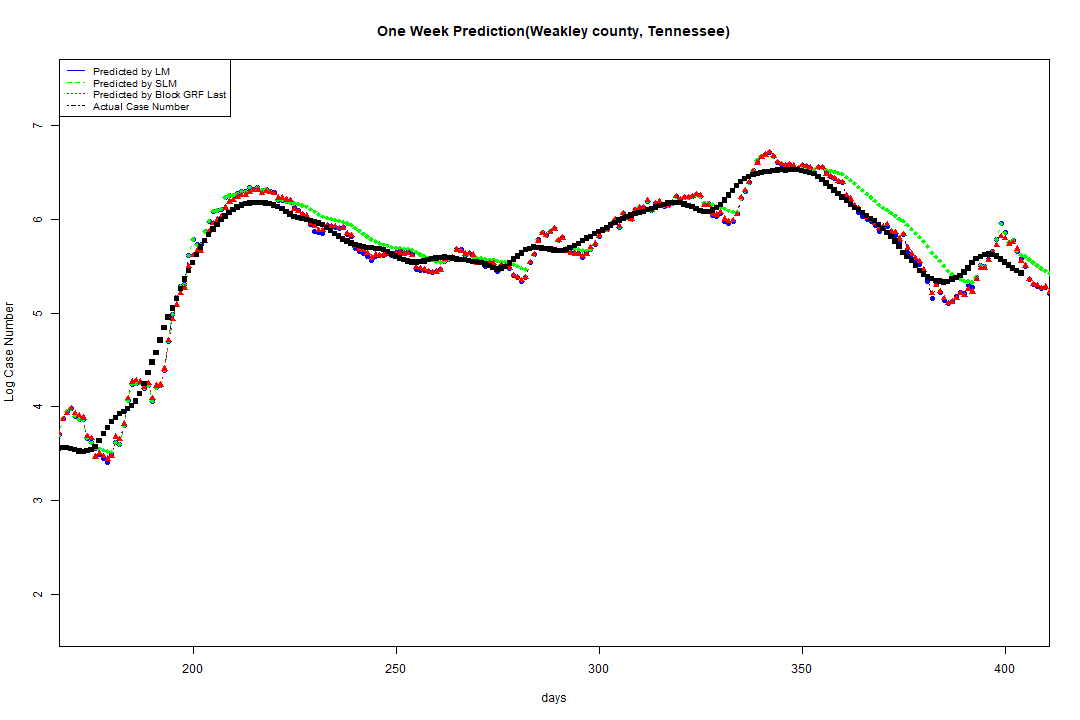 One Week Prediction(Weakley county, Tennessee)
Predicted by LM
Predicted by SLM
Predicted by Block GRF Last
Actual Case Number
7
6
5
4
3
2
Log Case Number
200 250 300 350 400
days